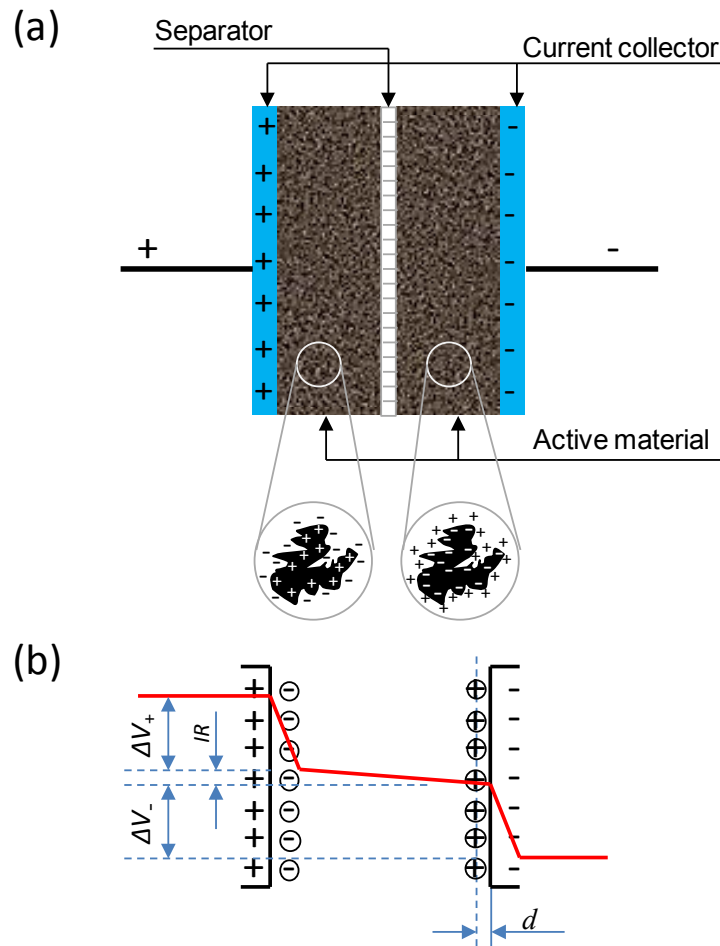 (a)
Separator
Current collector
+ -
Active material
(b)
ΔV₊
IR
ΔV₋
d